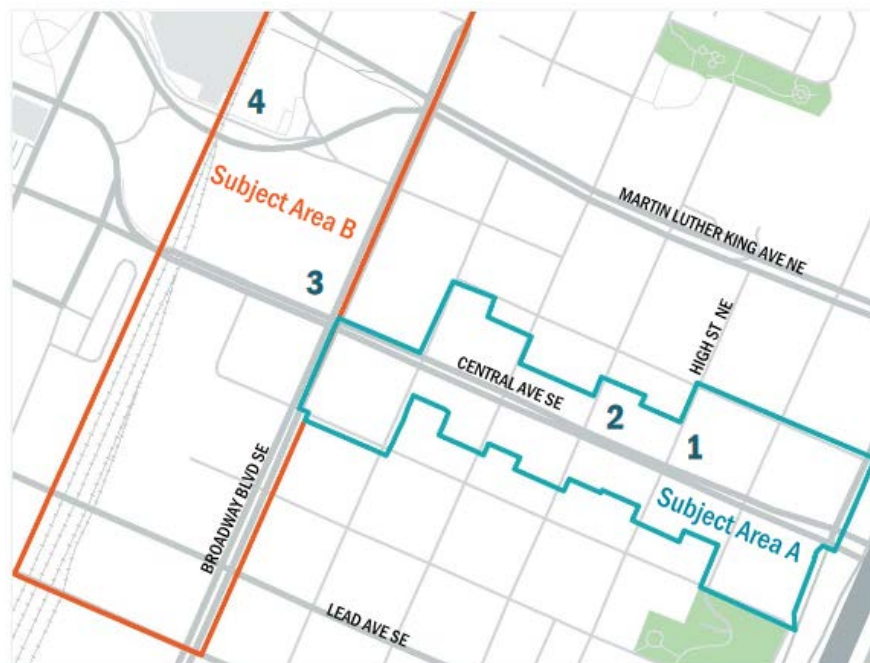 4
Subject Area B
MARTIN LUTHER KING AVE NE
3
HIGH ST NE
CENTRAL AVE SE
2
1
Subject Area A
BROADWAY BLVD SE
LEAD AVE SE